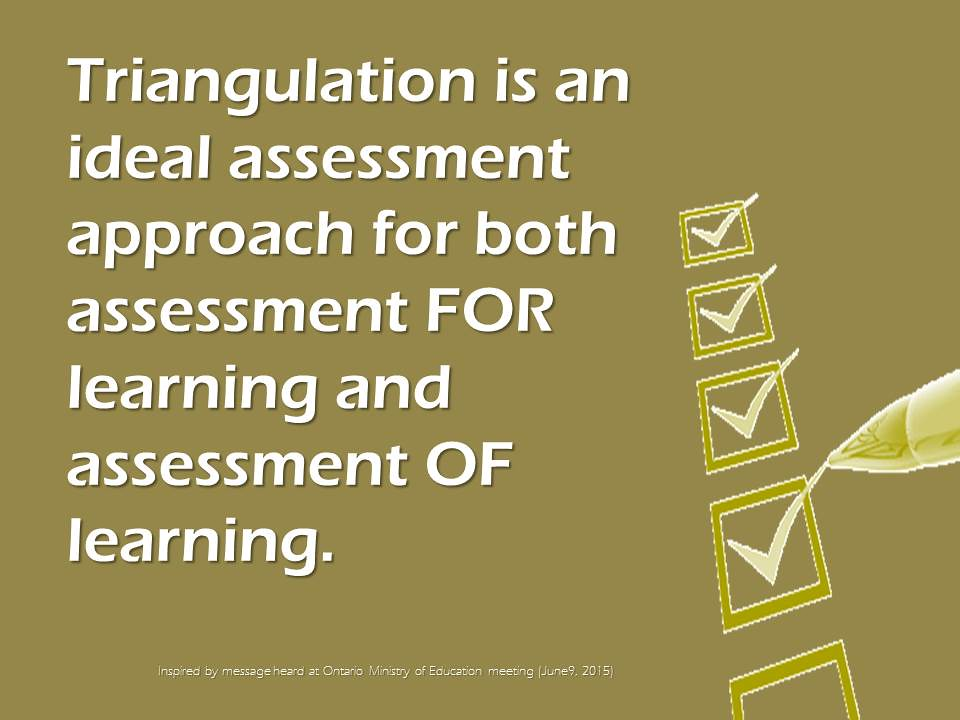 Triangulation is an
ideal assessment
approach for both
assessment FOR
learning and
assessment OF
learning.
Inspired by message heard at Ontario Ministry of Education meeting (June9, 2015)